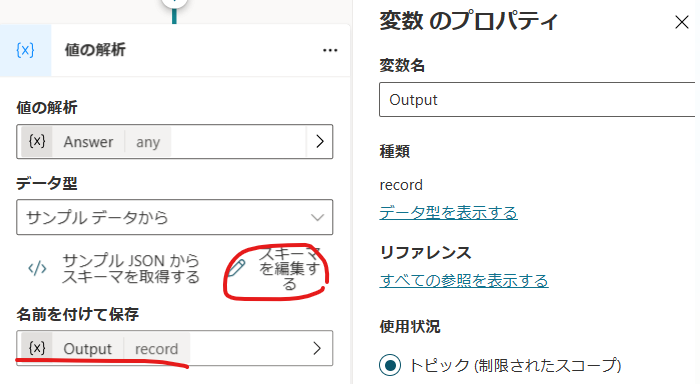 {x} 値の解析 ...
値の解析
{x} Answer any
データ型
サンプル データから
</> サンプル JSON から
スキーマを取得する
スキーマ
を編集す
る
名前を付けて保存
{x} Output record
変数 のプロパティ
変数名
Output
種類
record
データ型を表示する
リファレンス
すべての参照を表示する
使用状況
トピック (制限されたスコープ)